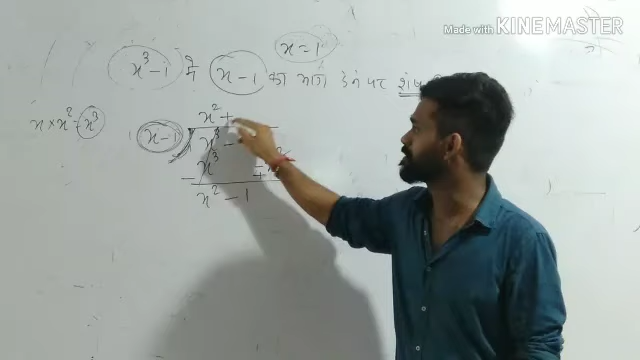 Made with KINEMASTER
x = 1
x³ - 1 में x - 1 का भाग देने पर
x × x² = x³
x² +
x - 1
x³ -
x³ - x²
x² - 1